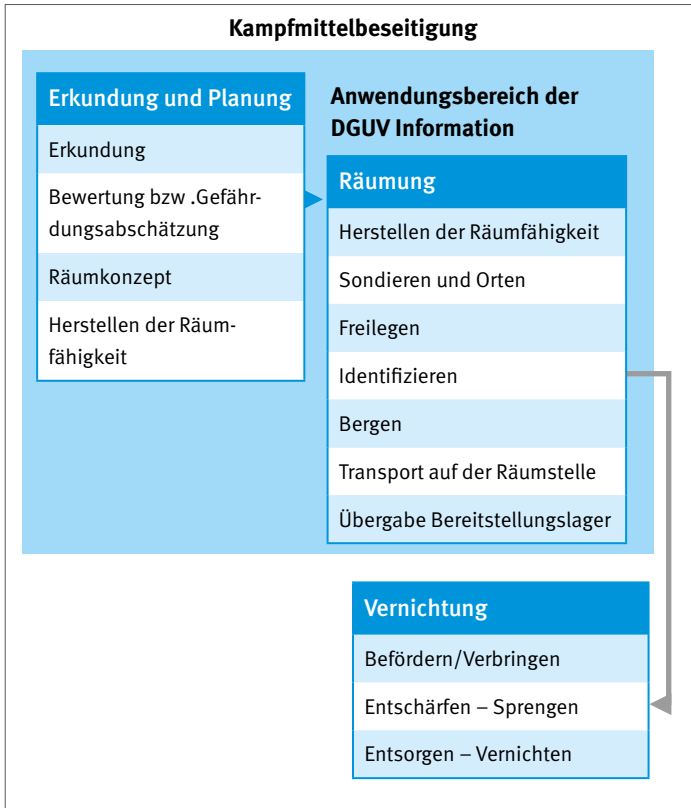 Kampfmittelbeseitigung
Erkundung und Planung
Erkundung
Bewertung bzw .Gefähr-
dungsabschätzung
Räumkonzept
Herstellen der Räum-
fähigkeit
Anwendungsbereich der
DGUV Information
Räumung
Herstellen der Räumfähigkeit
Sondieren und Orten
Freilegen
Identifizieren
Bergen
Transport auf der Räumstelle
Übergabe Bereitstellungslager
Vernichtung
Befördern/Verbringen
Entschärfen – Sprengen
Entsorgen – Vernichten